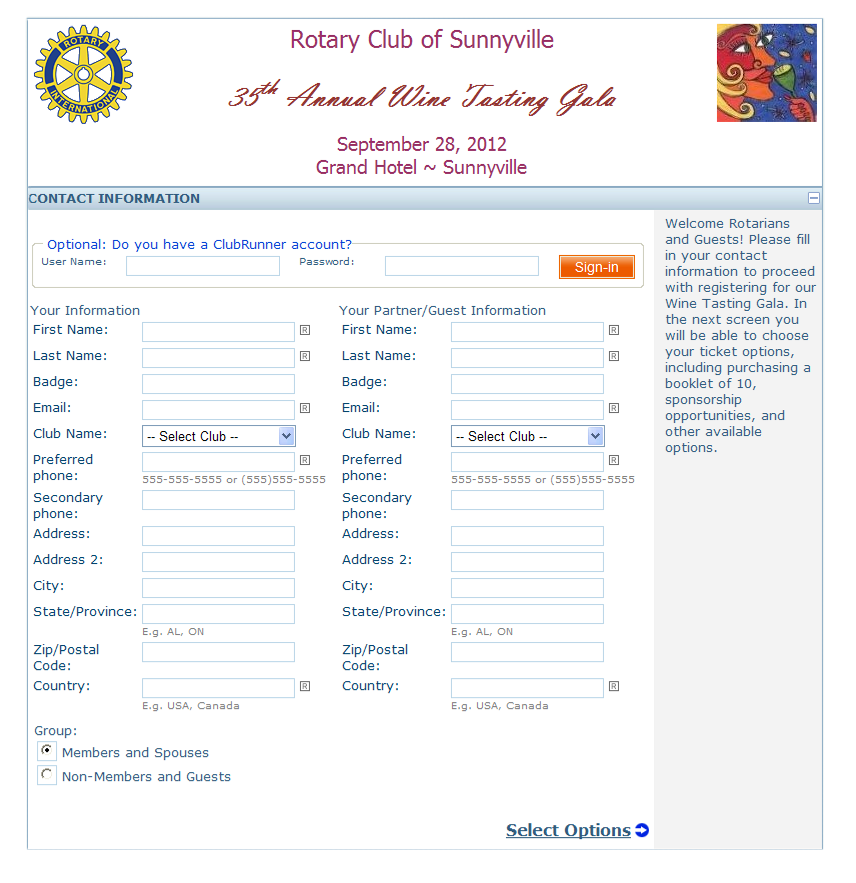 ROTARY
INTERNATIONAL
Rotary Club of Sunnyville
35th Annual Wine Tasting Gala
September 28, 2012
Grand Hotel ~ Sunnyville
CONTACT INFORMATION
Optional: Do you have a ClubRunner account?
User Name: Password: Sign-in
Your Information Your Partner/Guest Information
First Name: R First Name: R
Last Name: R Last Name: R
Badge: Badge:
Email: R Email:
Club Name: -- Select Club -- Club Name: -- Select Club --
Preferred phone: R Preferred phone: R
555-555-5555 or (555)555-5555 555-555-5555 or (555)555-5555
Secondary phone: Secondary phone:
Address: Address:
Address 2: Address 2:
City: City:
State/Province: State/Province:
E.g. AL, ON E.g. AL, ON
Zip/Postal Code: Zip/Postal Code:
Country: R Country: R
E.g. USA, Canada E.g. USA, Canada
Group:
Members and Spouses
Non-Members and Guests
Select Options
Welcome Rotarians
and Guests! Please fill
in your contact
information to proceed
with registering for our
Wine Tasting Gala. In
the next screen you
will be able to choose
your ticket options,
including purchasing a
booklet of 10,
sponsorship
opportunities, and
other available
options.